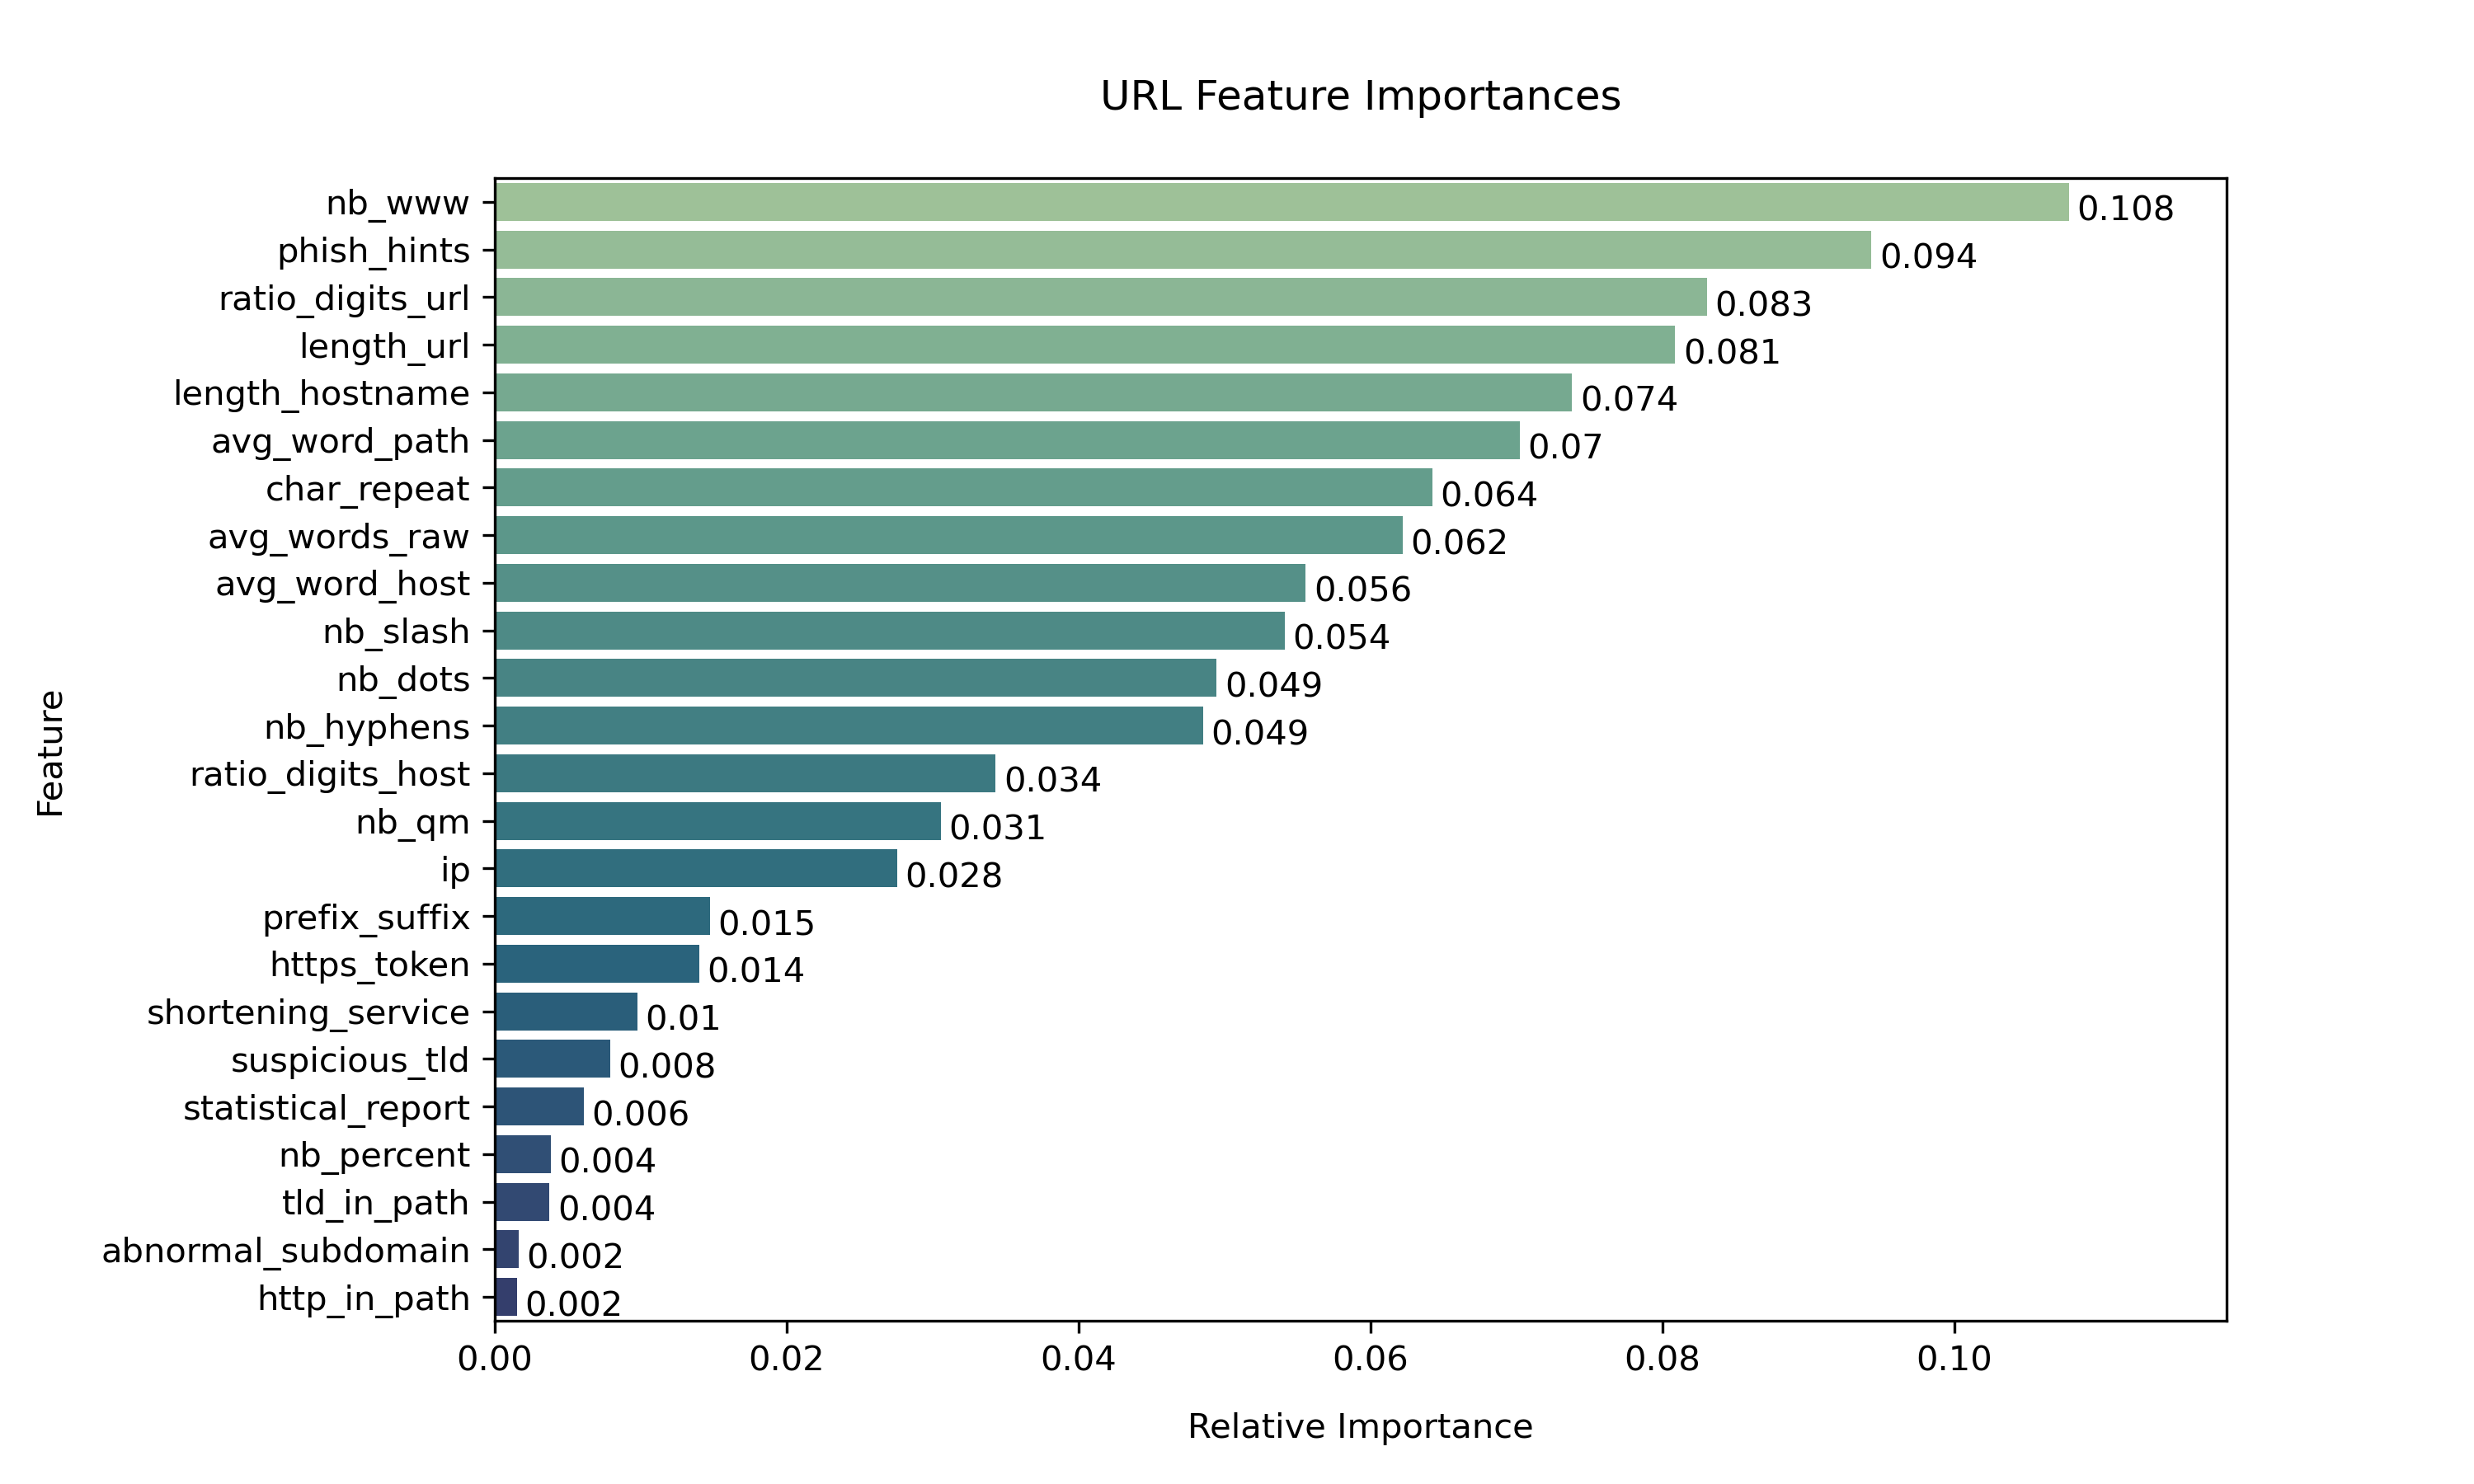 URL Feature Importances
nb_www 0.108
phish_hints 0.094
ratio_digits_url 0.083
length_url 0.081
length_hostname 0.074
avg_word_path 0.07
char_repeat 0.064
avg_words_raw 0.062
avg_word_host 0.056
nb_slash 0.054
nb_dots 0.049
nb_hyphens 0.049
ratio_digits_host 0.034
nb_qm 0.031
ip 0.028
prefix_suffix 0.015
https_token 0.014
shortening_service 0.01
suspicious_tld 0.008
statistical_report 0.006
nb_percent 0.004
tld_in_path 0.004
abnormal_subdomain 0.002
http_in_path 0.002
Feature
0.00 0.02 0.04 0.06 0.08 0.10
Relative Importance